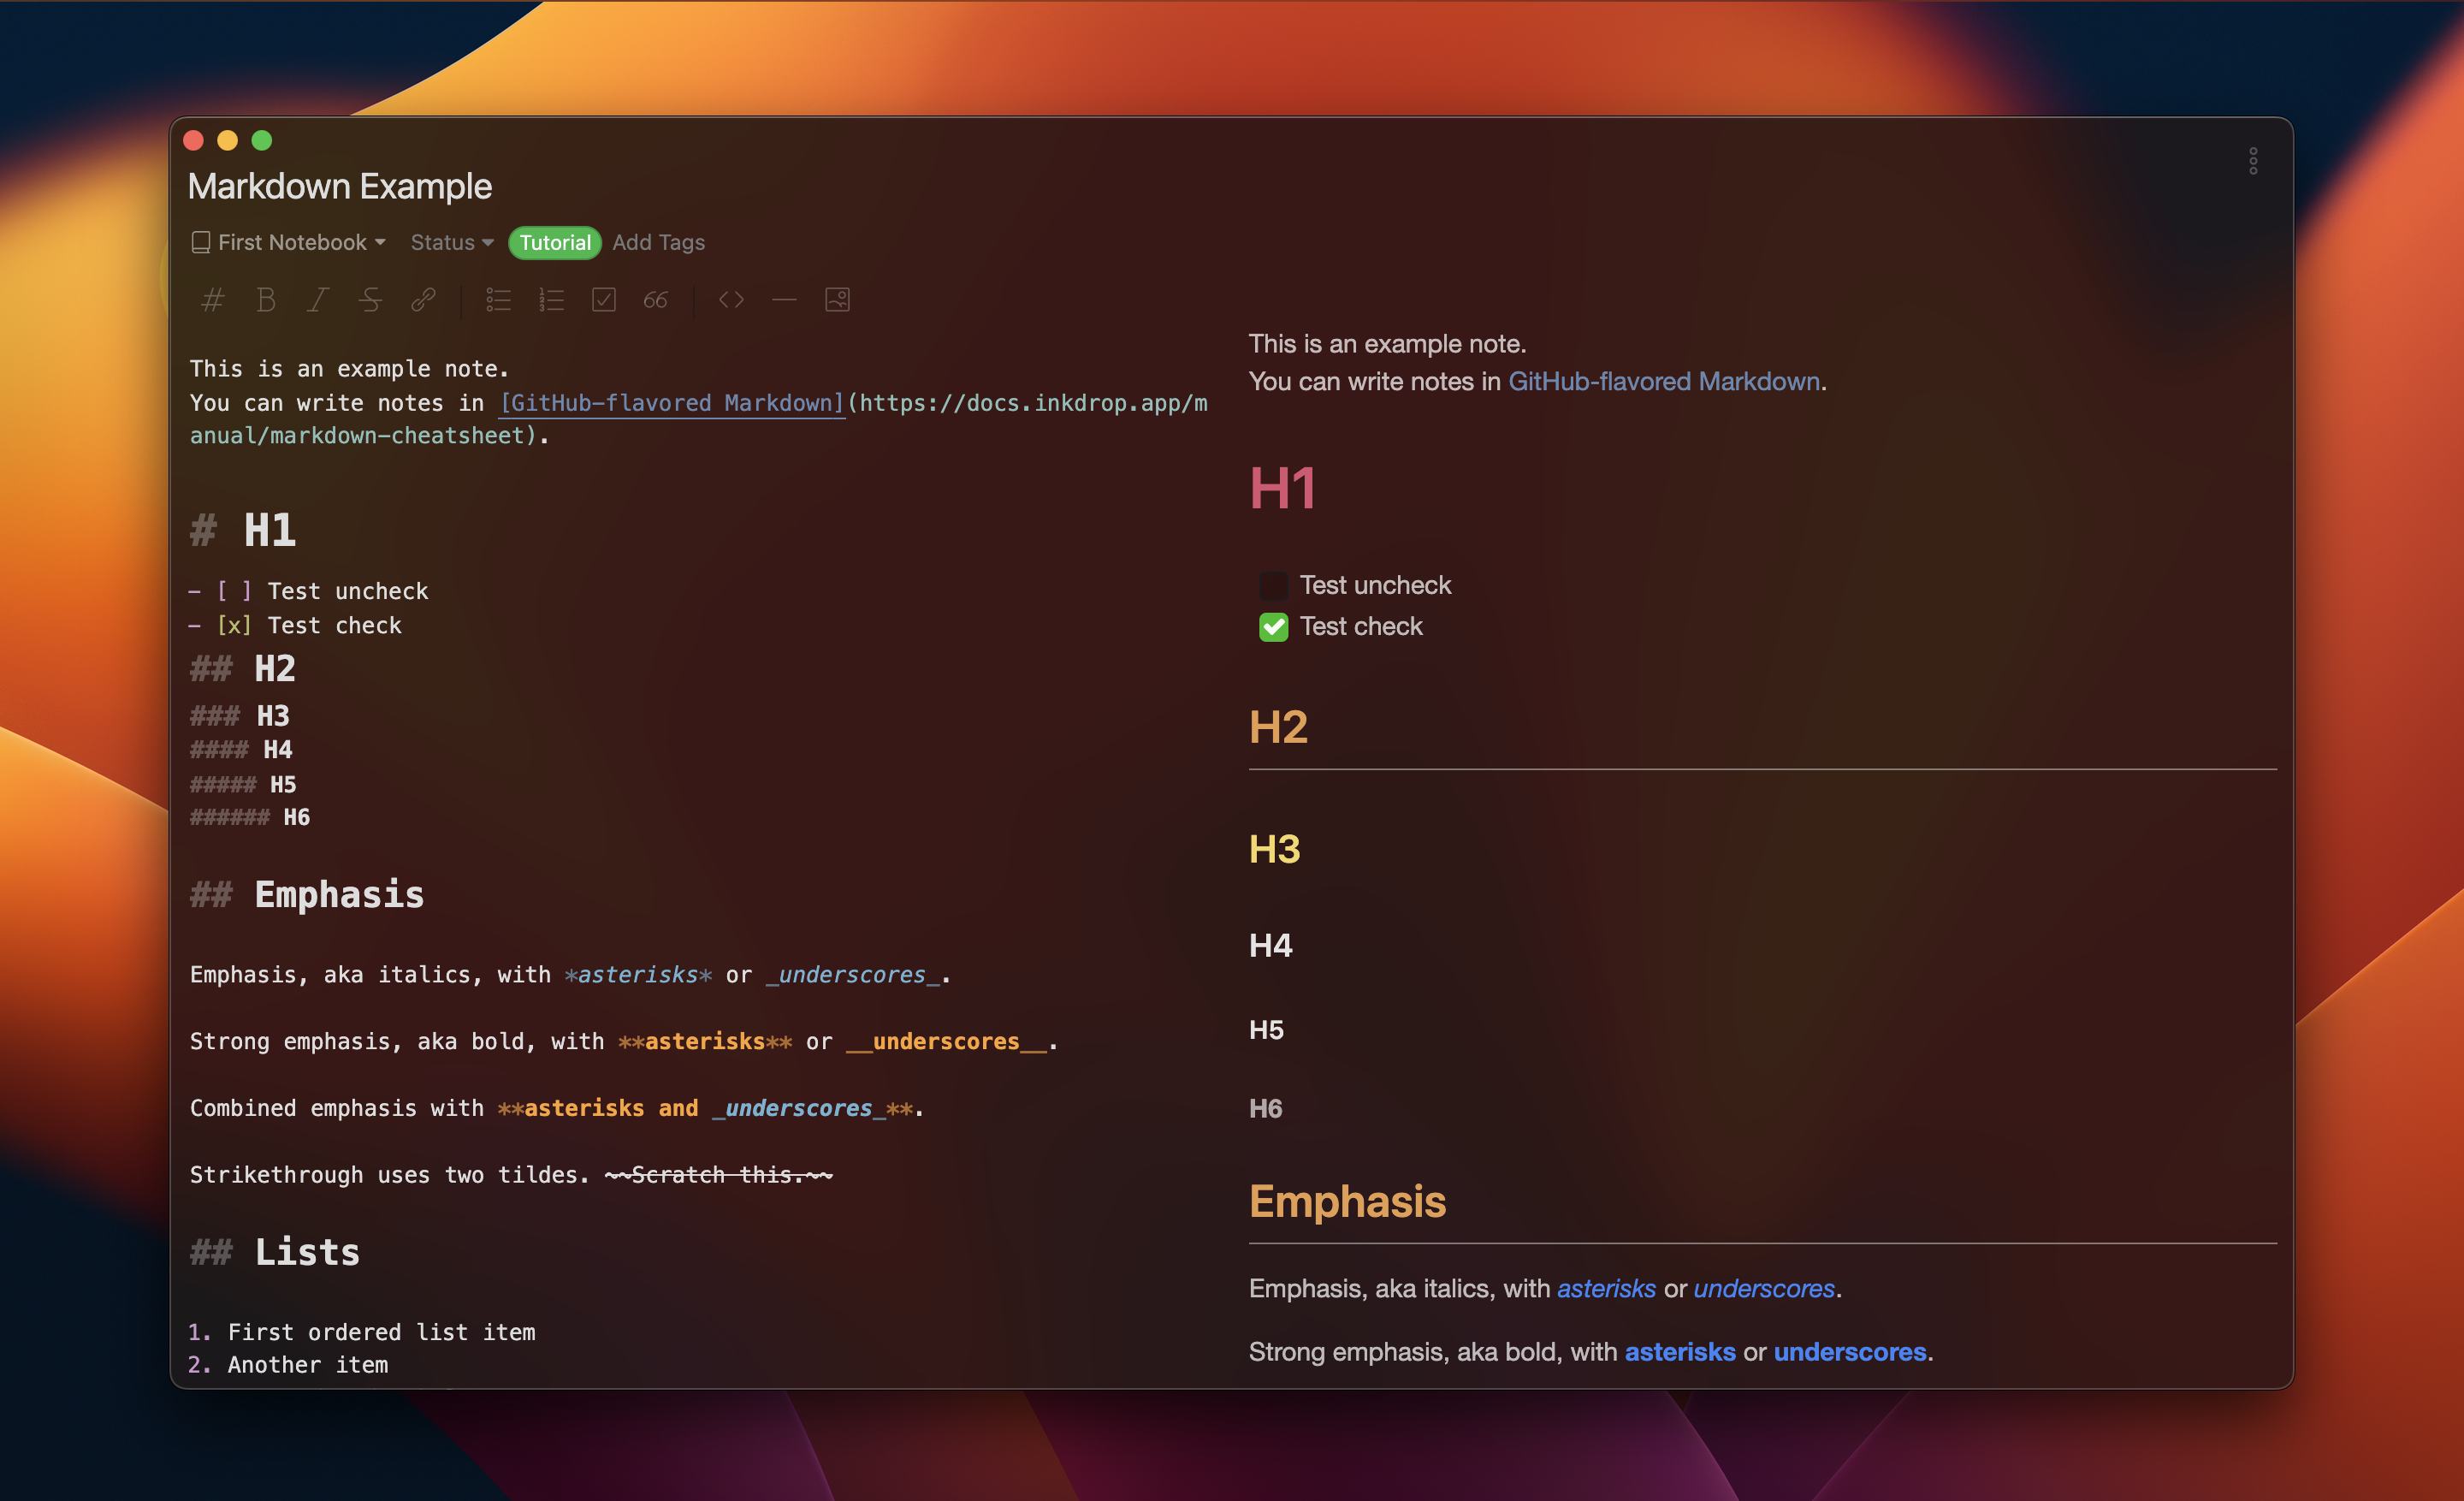 Markdown Example
First Notebook Status Tutorial Add Tags
This is an example note.
You can write notes in [GitHub-flavored Markdown](https://docs.inkdrop.app/m
anual/markdown-cheatsheet).
# H1
- [ ] Test uncheck
- [x] Test check
## H2
### H3
#### H4
##### H5
###### H6
## Emphasis
Emphasis, aka italics, with *asterisks* or _underscores_.
Strong emphasis, aka bold, with **asterisks** or __underscores__.
Combined emphasis with **asterisks and _underscores_**.
Strikethrough uses two tildes. ~~Scratch this.~~
## Lists
1. First ordered list item
2. Another item
This is an example note.
You can write notes in GitHub-flavored Markdown.
H1
Test uncheck
Test check
H2
H3
H4
H5
H6
Emphasis
Emphasis, aka italics, with asterisks or underscores.
Strong emphasis, aka bold, with asterisks or underscores.